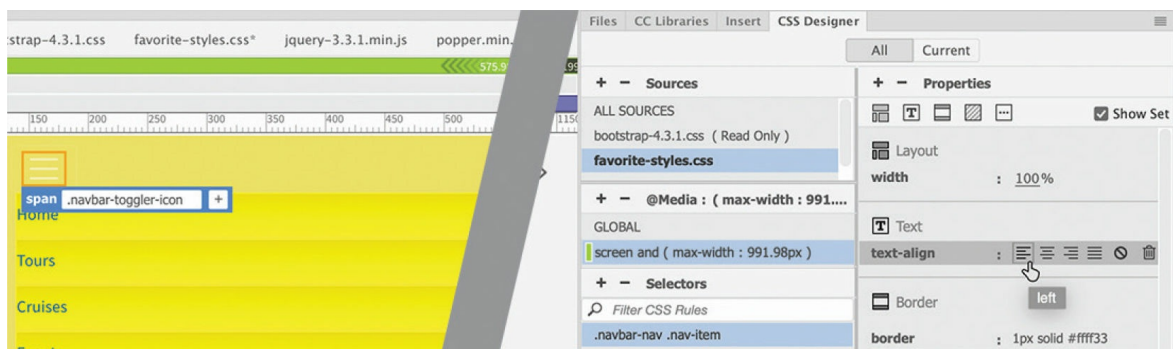 strap-4.3.1.css favorite-styles.css* jquery-3.3.1.min.js popper.min.
575.9
150 200 250 300 350 400 450 500 1150
span .navbar-toggler-icon +
Home
Tours
Cruises
Files CC Libraries Insert CSS Designer
All Current
+ − Sources
ALL SOURCES
bootstrap-4.3.1.css ( Read Only )
favorite-styles.css
+ − @Media : ( max-width : 991....
GLOBAL
screen and ( max-width : 991.98px )
+ − Selectors
Filter CSS Rules
.navbar-nav .nav-item
+ − Properties
T Show Set
Layout
width : 100%
T Text
text-align :
left
Border
border : 1px solid #ffff33